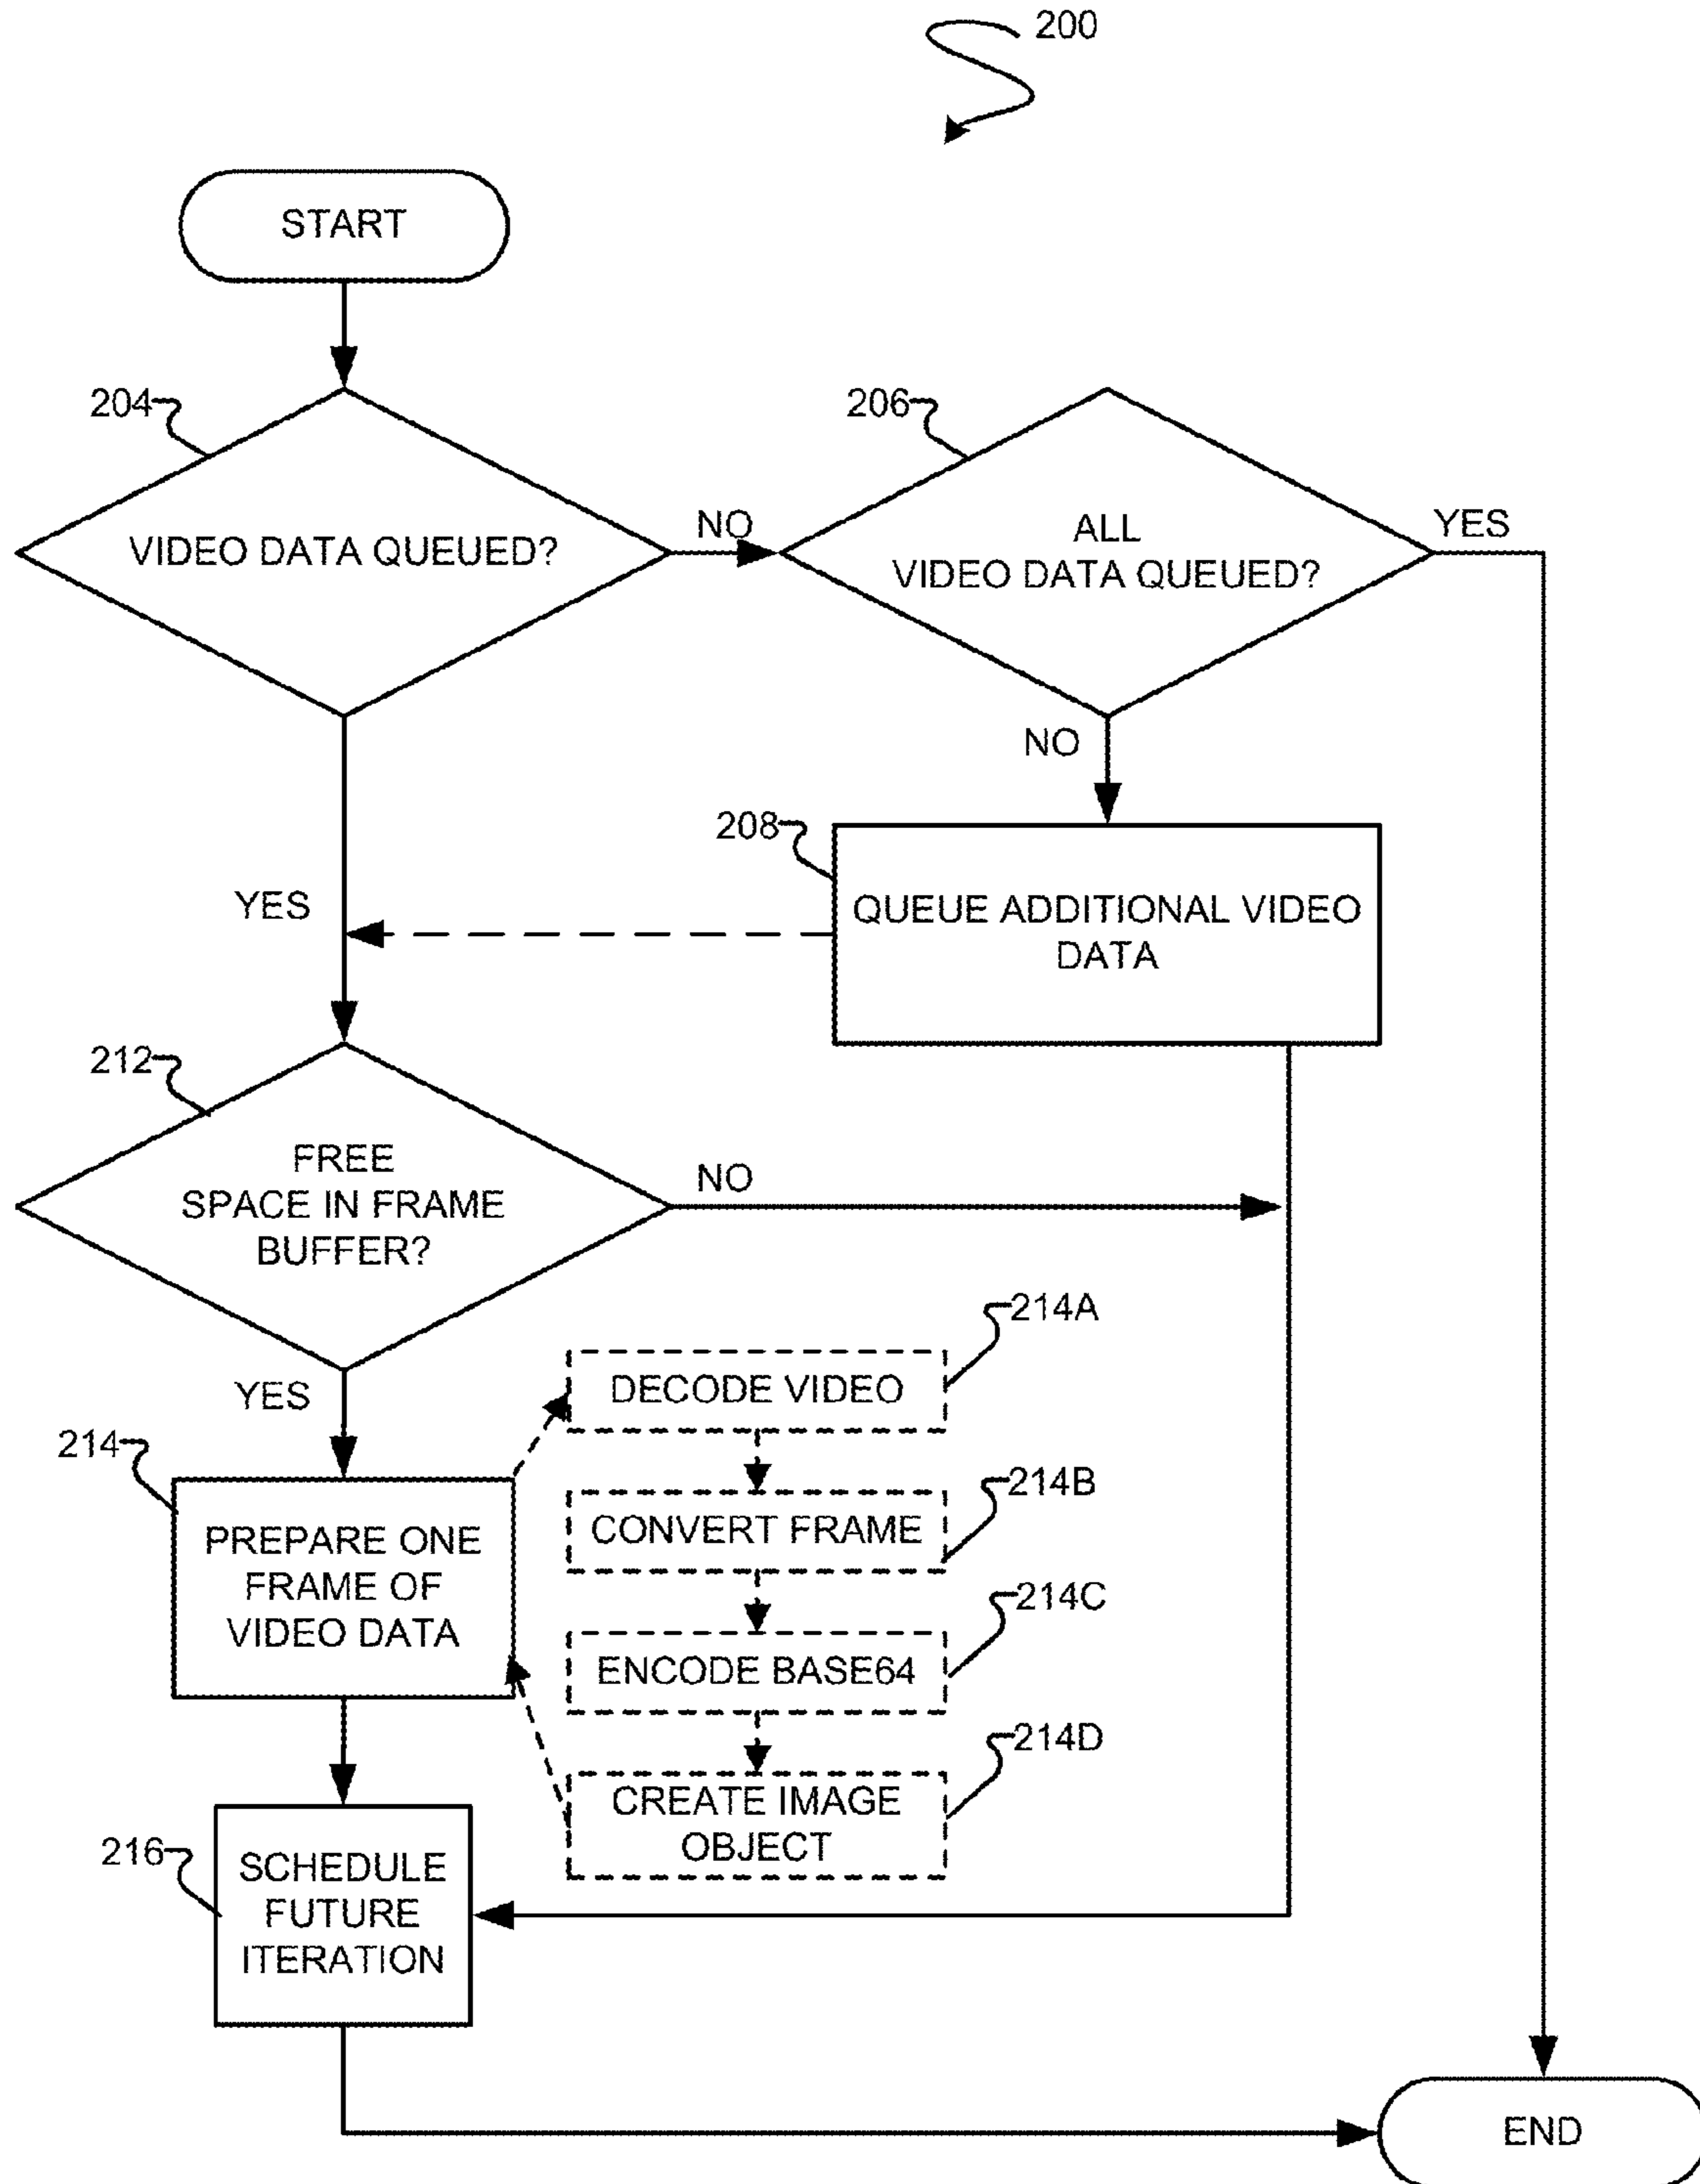 200
START
204
206
VIDEO DATA QUEUED?
NO
ALL
VIDEO DATA QUEUED?
YES
NO
208
QUEUE ADDITIONAL VIDEO
DATA
YES
212
FREE
SPACE IN FRAME
BUFFER?
NO
YES
214A
DECODE VIDEO
214
PREPARE ONE
FRAME OF
VIDEO DATA
214B
CONVERT FRAME
214C
ENCODE BASE64
214D
CREATE IMAGE
OBJECT
216
SCHEDULE
FUTURE
ITERATION
END